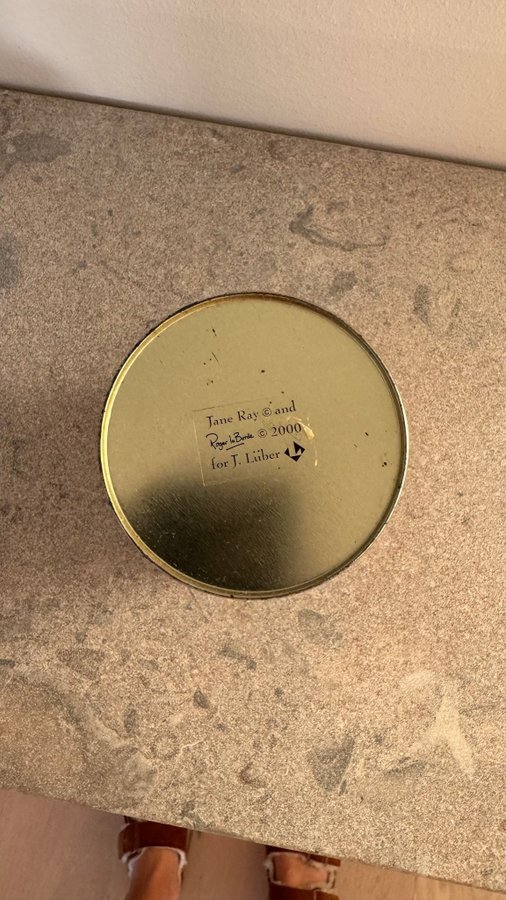 Jane Ray © and
Roger la Borde © 2000
for J. Lüber